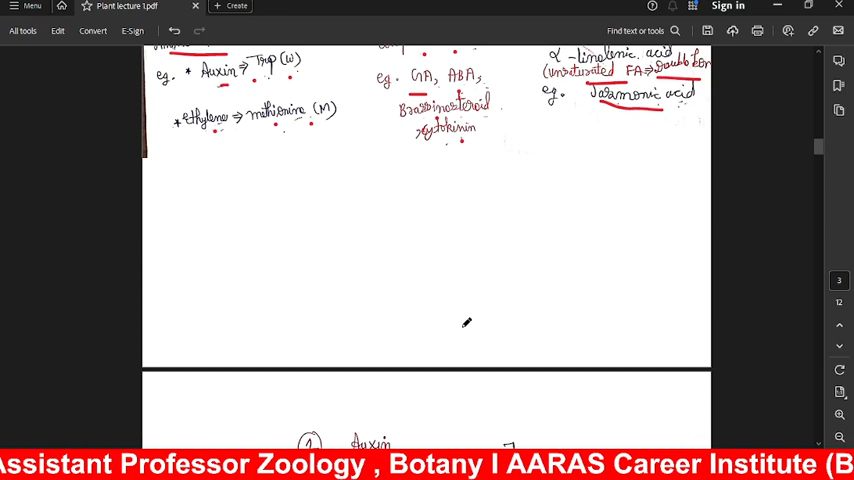 Plant lecture 1.pdf
Create
Sign in
Menu
All tools
Edit
Convert
E-Sign
Find text or tools
eg. * Auxin ⇒ Trp (W)
* Ethylene ⇒ methionine (M)
eg. GA, ABA,
Brassinosteroid
, cytokinin
α-linolenic acid
(unsaturated FA ⇒
eg. Jasmonic acid
3
12
1 Auxin
Assistant Professor Zoology , Botany I AARAS Career Institute (B